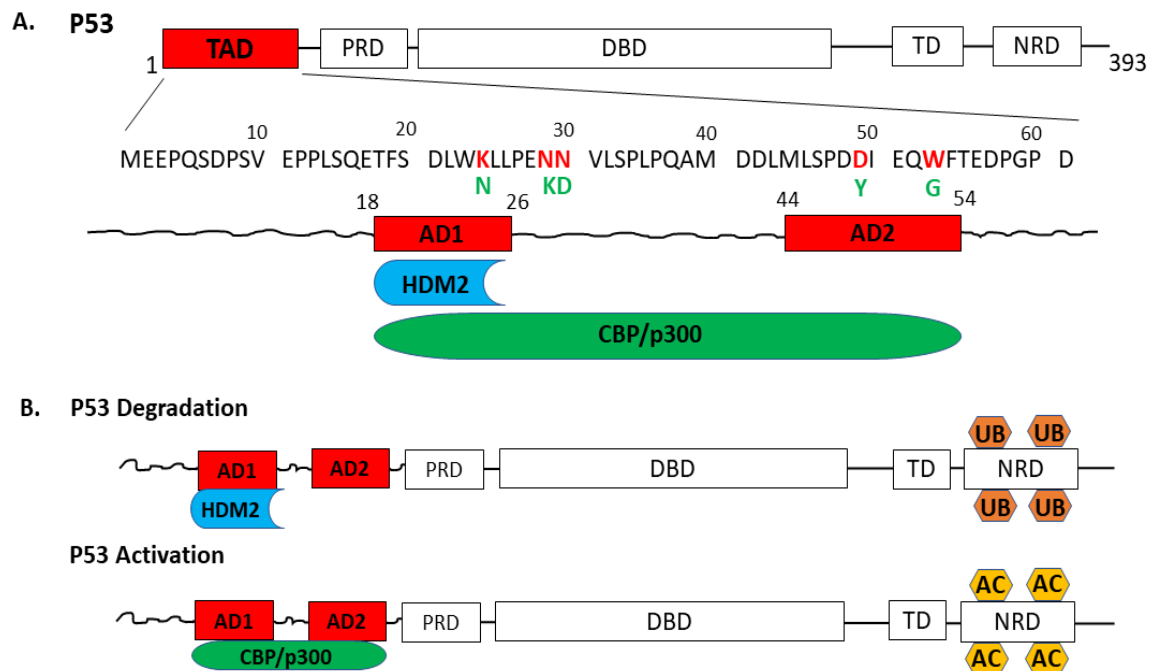 A. P53
TAD PRD DBD TD NRD
1 393
10 20 30 40 50 60
MEEPQSDPSV EPPLSQETFS DLWKLLPENN VLSPLPQAM DDLMLSPDDI EQWFTEDPGP D
N KD Y G
18 26 44 54
AD1 AD2
HDM2
CBP/p300
B. P53 Degradation
UB UB
AD1 AD2 PRD DBD TD NRD
HDM2 UB UB
P53 Activation
AC AC
AD1 AD2 PRD DBD TD NRD
CBP/p300 AC AC